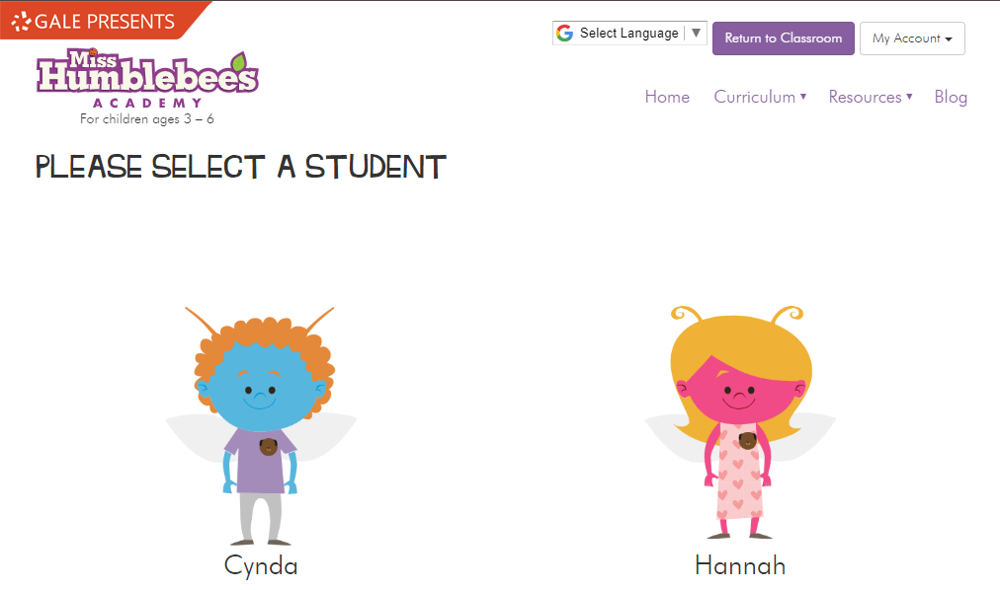 GALE PRESENTS
Select Language ▼
Return to Classroom
My Account
Miss
Humblebee's
ACADEMY
For children ages 3 – 6
Home Curriculum Resources Blog
PLEASE SELECT A STUDENT
Cynda
Hannah